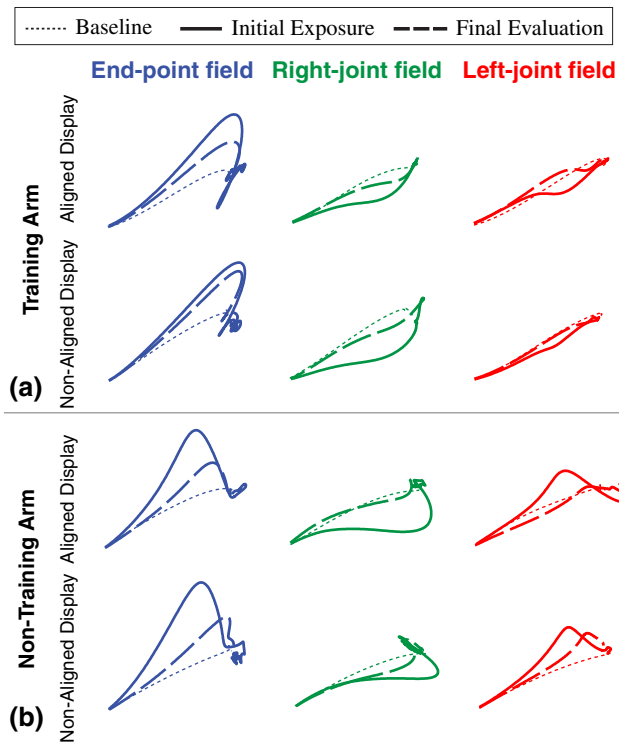 Baseline Initial Exposure Final Evaluation
End-point field Right-joint field Left-joint field
Training Arm
Aligned Display
Non-Aligned Display
(a)
Non-Training Arm
Aligned Display
Non-Aligned Display
(b)